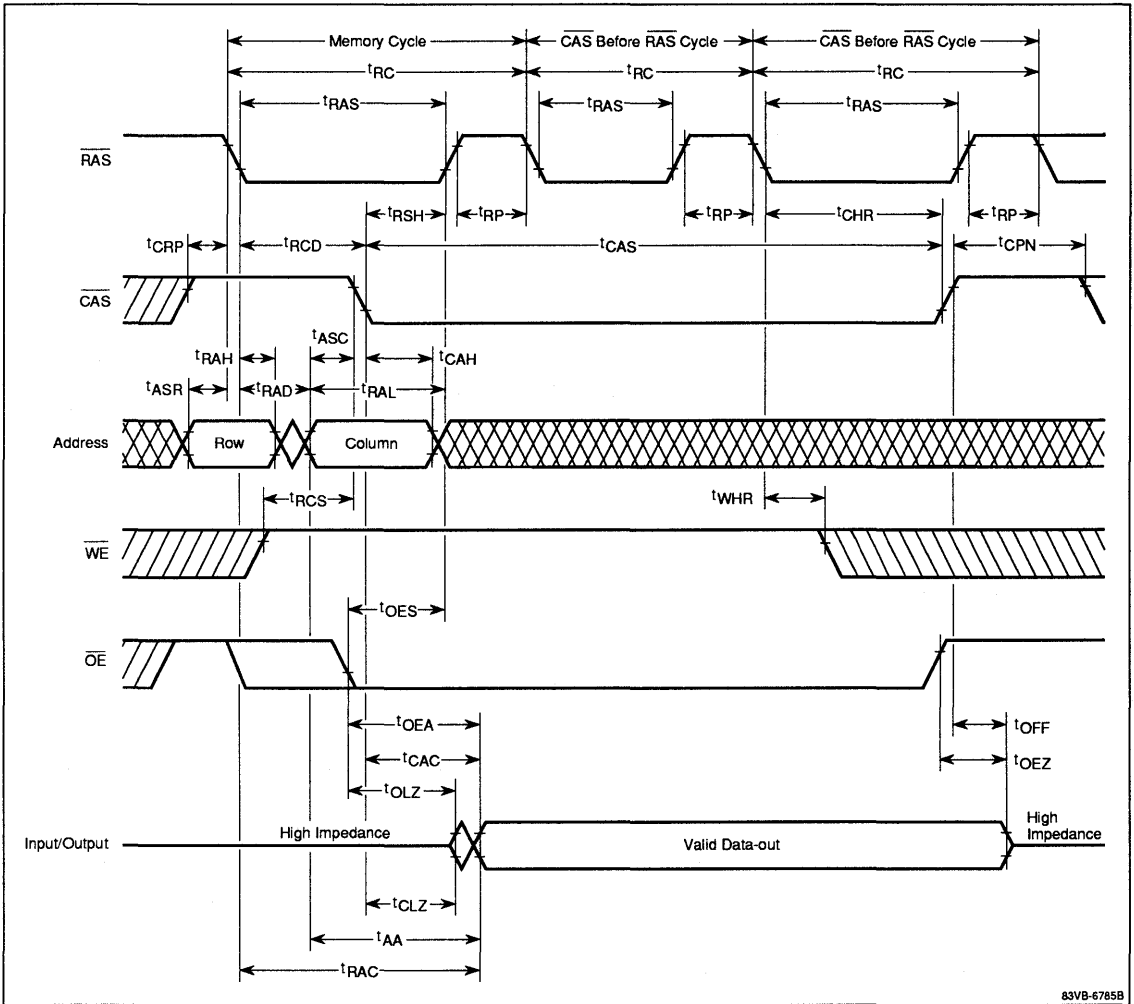 Memory Cycle CAS Before RAS Cycle CAS Before RAS Cycle
tRC tRC tRC
tRAS tRAS tRAS
RAS
tRSH tRP tRP tCHR tRP
tCRP tRCD tCAS tCPN
CAS
tASC
tRAH tCAH
tASR tRAD tRAL
Address Row Column
tRCS tWHR
WE
tOES
OE
tOEA tOFF
tCAC tOEZ
tOLZ
Input/Output High Impedance Valid Data-out High Impedance
tCLZ
tAA
tRAC
83VB-6785B